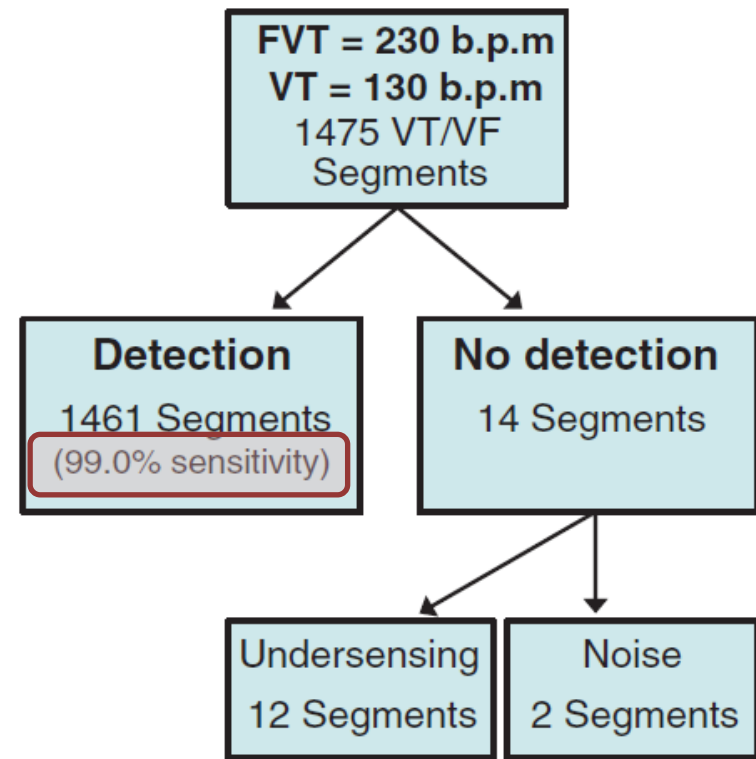 FVT = 230 b.p.m
VT = 130 b.p.m
1475 VT/VF
Segments
Detection
1461 Segments
(99.0% sensitivity)
No detection
14 Segments
Undersensing
12 Segments
Noise
2 Segments